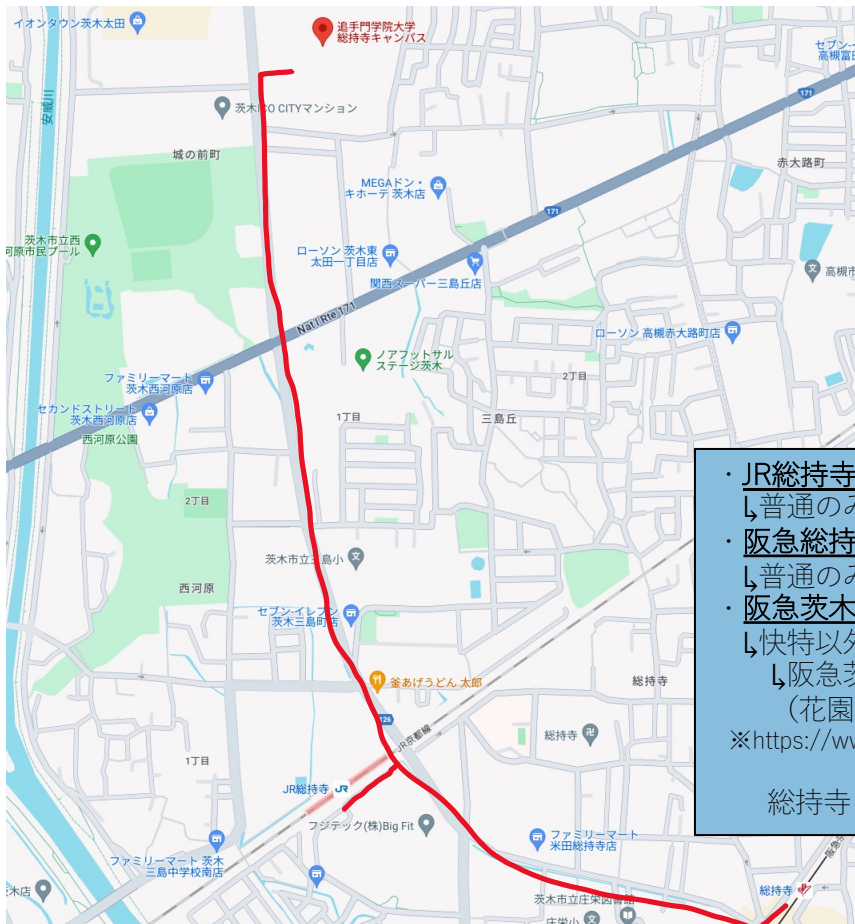 イオンタウン茨木太田
追手門学院大学
総持寺キャンパス
セブン-
高槻富田
171
安威川
茨木ICO CITYマンション
城の前町
赤大路町
MEGAドン・
キホーテ 茨木店
171
茨木市立西
河原市民プール
ローソン 茨木東
太田一丁目店
関西スーパー三島丘店
高槻市
Nat'l Rte 171
ローソン 高槻赤大路町店
ノアフットサル
ステージ茨木
ファミリーマート
茨木西河原店
2丁目
セカンドストリート
茨木西河原店
1丁目
三島丘
西河原公園
・JR総持寺
↳普通のみ
・阪急総持
↳普通のみ
・阪急茨木
↳快特以外
↳阪急茨
（花園
※https://ww
総持寺
2丁目
茨木市立三島小
西河原
セブン-イレブン
茨木三島町店
釜あげうどん 太郎
総持寺
126
JR京都線
総持寺
1丁目
JR総持寺
JR
フジテック(株)Big Fit
ファミリーマート 茨木
三島中学校南店
ファミリーマート
米田総持寺店
木店
総持寺
茨木市立庄栄図書館
庄栄小